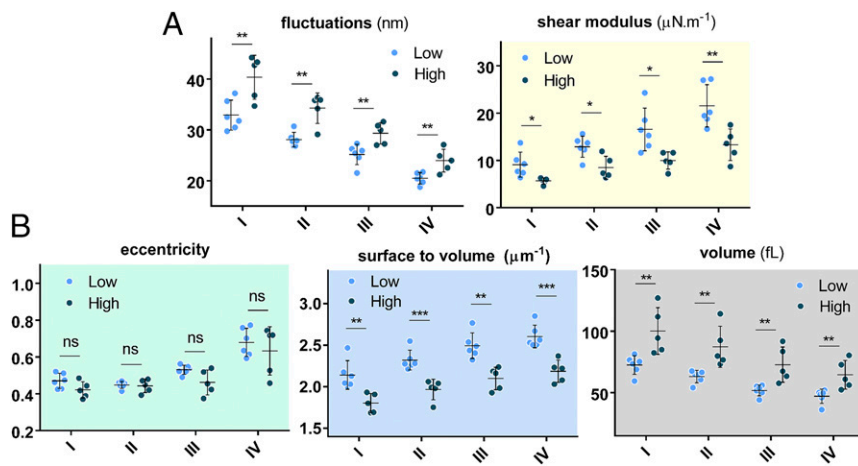 A
fluctuations (nm)
**
Low
High
**
**
**
40
30
20
I
II
III
IV
shear modulus (μN.m⁻¹)
Low
High
*
*
*
**
30
20
10
0
I
II
III
IV
B
eccentricity
Low
High
ns
ns
ns
ns
1.0
0.8
0.6
0.4
0.2
I
II
III
IV
surface to volume (μm⁻¹)
Low
High
**
***
**
***
3.0
2.5
2.0
1.5
I
II
III
IV
volume (fL)
Low
High
**
**
**
**
150
100
50
I
II
III
IV